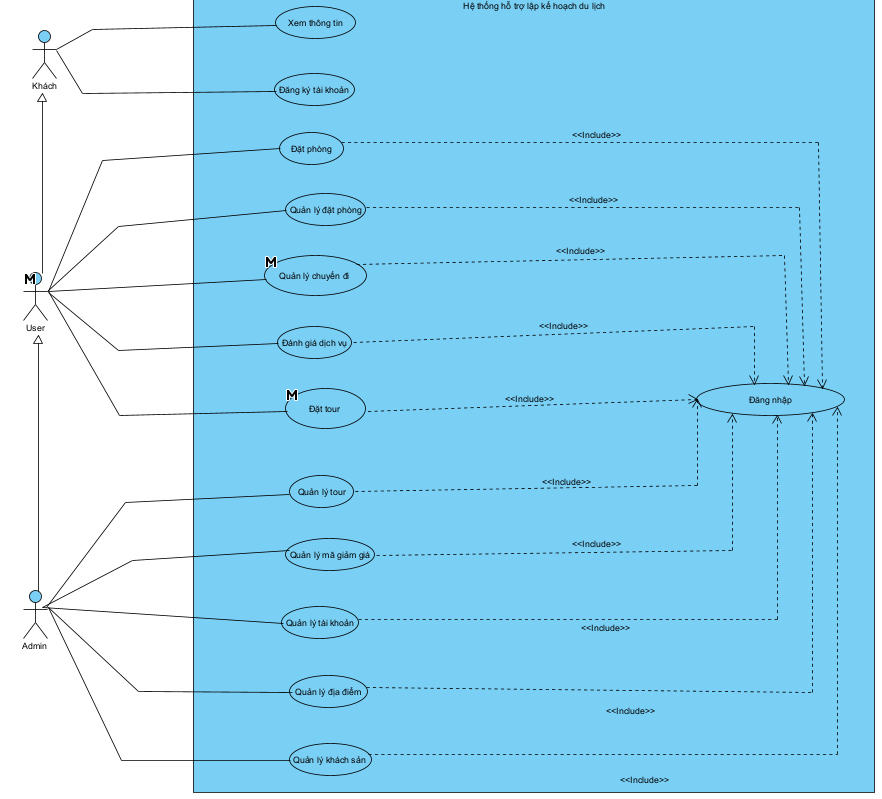 Hệ thống hỗ trợ lập kế hoạch du lịch
Xem thông tin
Khách
Đăng ký tài khoản
<<Include>>
Đặt phòng
<<Include>>
Quản lý đặt phòng
<<Include>>
M
Quản lý chuyến đi
M
User
<<Include>>
Đánh giá dịch vụ
M
<<Include>>
Đăng nhập
Đặt tour
<<Include>>
Quản lý tour
<<Include>>
Quản lý mã giảm giá
Quản lý tài khoản
<<Include>>
Admin
Quản lý địa điểm
<<Include>>
Quản lý khách sản
<<Include>>